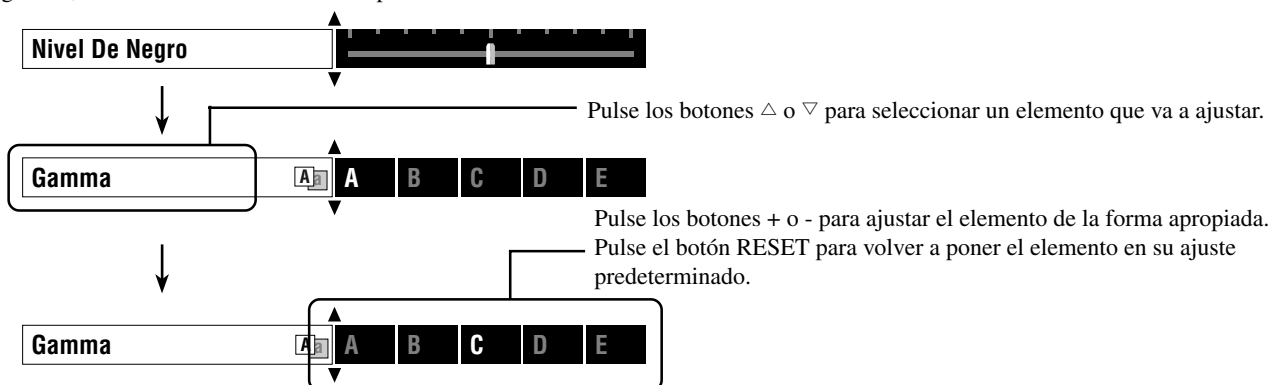 Nivel De Negro
Pulse los botones △ o ▽ para seleccionar un elemento que va a ajustar.
Gamma Aa A B C D E
Pulse los botones + o - para ajustar el elemento de la forma apropiada.
Pulse el botón RESET para volver a poner el elemento en su ajuste
predeterminado.
Gamma Aa A B C D E